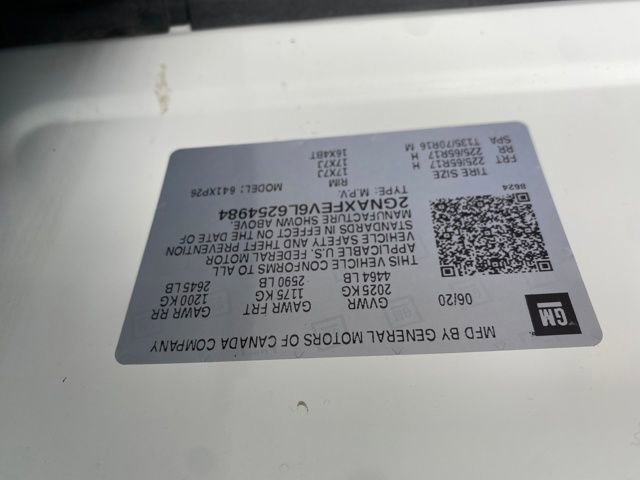 GM
MFD BY GENERAL MOTORS OF CANADA COMPANY
06/20 GVWR GAWR FRT GAWR RR
2025 KG 1175 KG 1200 KG
4464 LB 2590 LB 2645 LB
THIS VEHICLE CONFORMS TO ALL
APPLICABLE U.S. FEDERAL MOTOR
VEHICLE SAFETY AND THEFT PREVENTION
STANDARDS IN EFFECT ON THE DATE OF
MANUFACTURE SHOWN ABOVE.
2GNAXFEV6L6254984
TYPE: M.P.V. MODEL: 641XP26
8624
TIRE SIZE RIM
FRT 225/65R17 H 17X7J
RR 225/65R17 H 17X7J
SPA T135/70R16 M 16X4BT